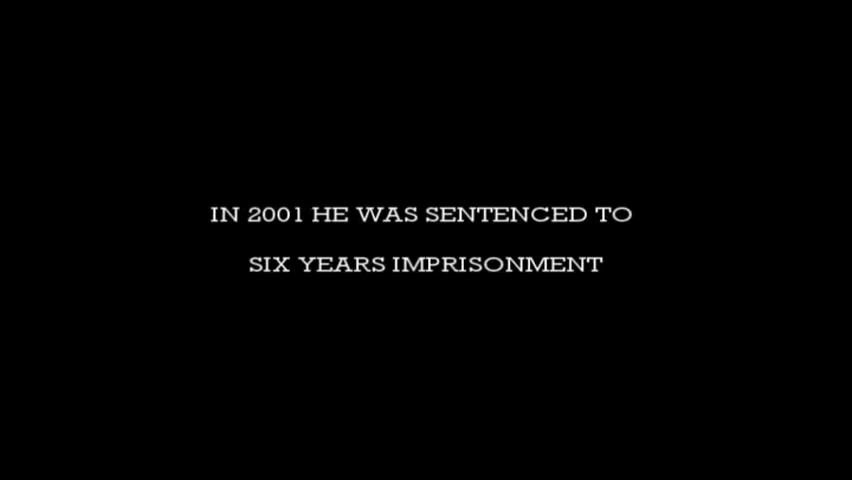 IN 2001 HE WAS SENTENCED TO
SIX YEARS IMPRISONMENT